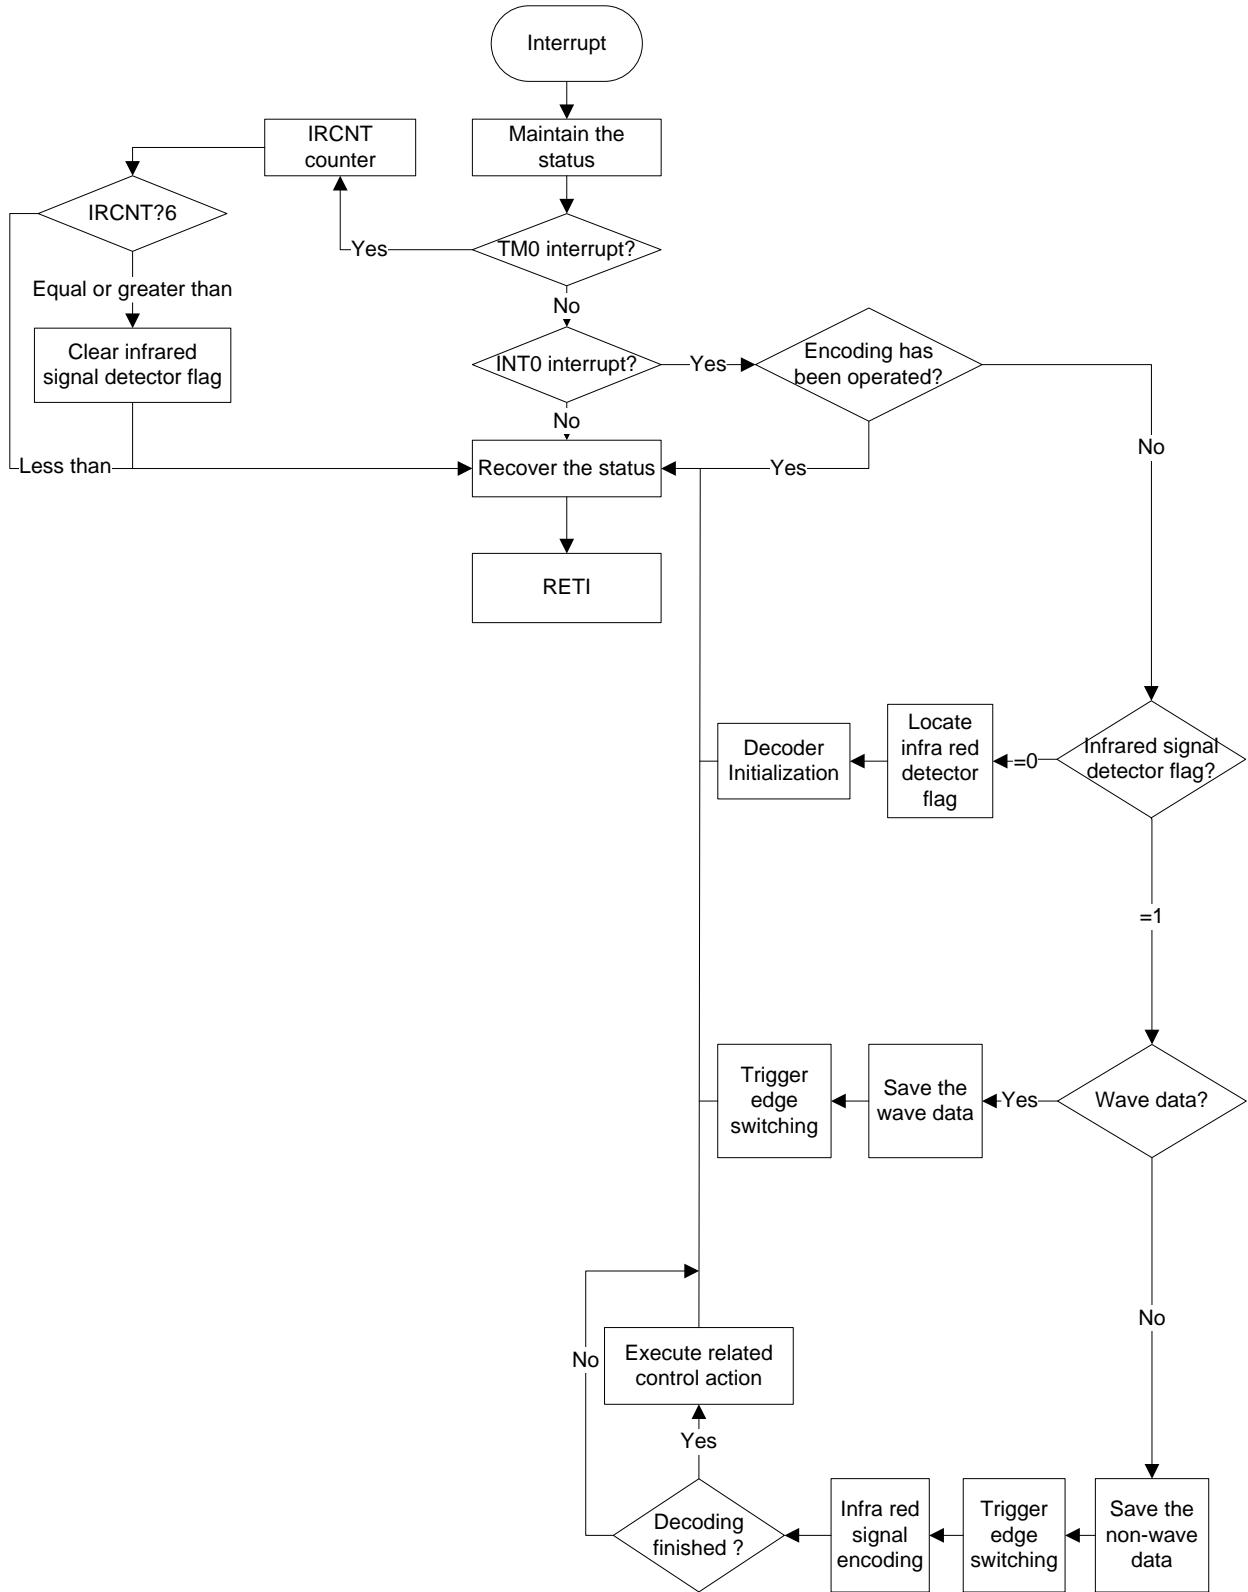 Interrupt
IRCNT
counter
Maintain the
status
IRCNT?6
TM0 interrupt?
Yes
Equal or greater than
No
Clear infrared
signal detector flag
INT0 interrupt?
Yes
Encoding has
been operated?
No
No
Less than
Recover the status
Yes
RETI
Decoder
Initialization
Locate
infra red
detector
flag
=0
Infrared signal
detector flag?
=1
Trigger
edge
switching
Save the
wave data
Yes
Wave data?
No
No
Execute related
control action
Yes
Decoding
finished ?
Infra red
signal
encoding
Trigger
edge
switching
Save the
non-wave
data